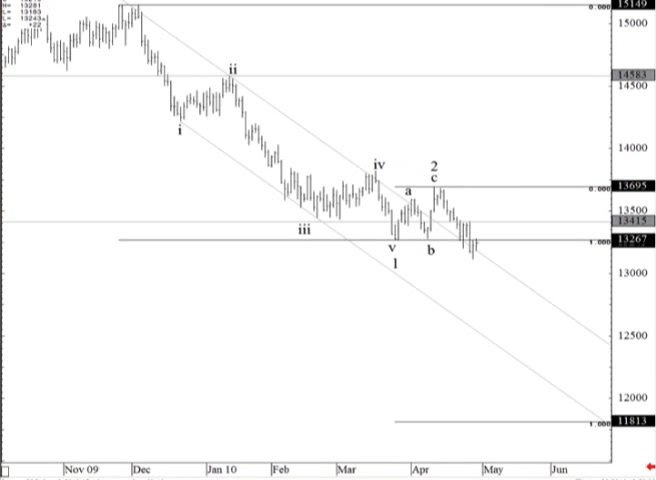 H= 13281
L= 13183
L= 13243
Δ= +22
0.000 15149
15000
ii
14583
14500
i
14000
iv
2
c
0.000 13695
a
13500
13415
iii
1.000 13267
v
b
1
13000
12500
12000
1.000 11813
Nov 09 Dec Jan 10 Feb Mar Apr May Jun